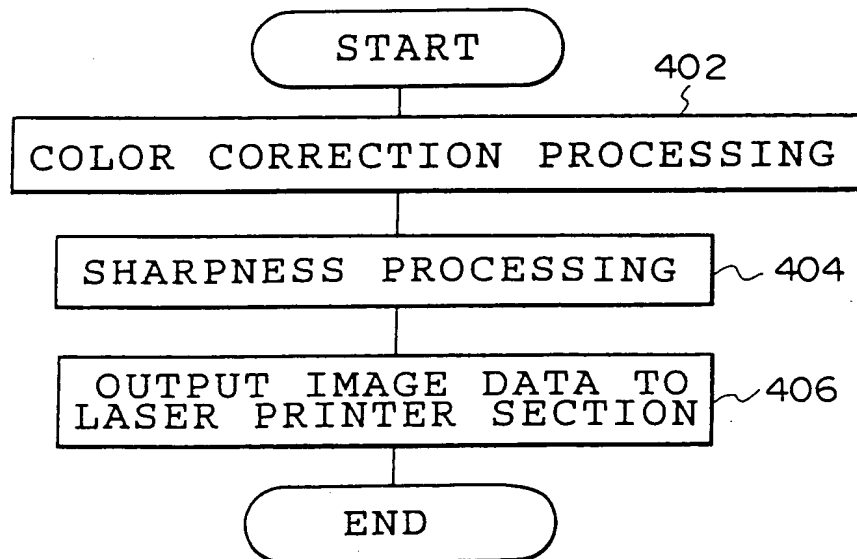 START
402
COLOR CORRECTION PROCESSING
SHARPNESS PROCESSING
404
OUTPUT IMAGE DATA TO
LASER PRINTER SECTION
406
END